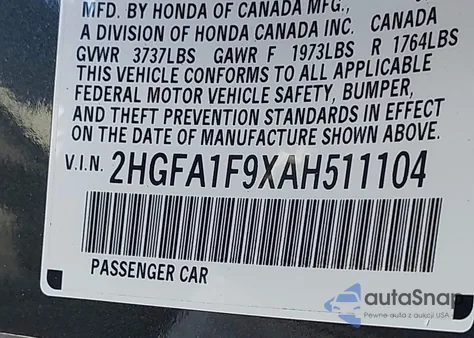 MFD. BY HONDA OF CANADA MFG.,
A DIVISION OF HONDA CANADA INC. CANADA
GVWR 3737LBS GAWR F 1973LBS R 1764LBS
THIS VEHICLE CONFORMS TO ALL APPLICABLE
FEDERAL MOTOR VEHICLE SAFETY, BUMPER,
AND THEFT PREVENTION STANDARDS IN EFFECT
ON THE DATE OF MANUFACTURE SHOWN ABOVE.
V.I.N. 2HGFA1F9XAH511104
PASSENGER CAR
autaSnap
Pewne auta z aukcji USA